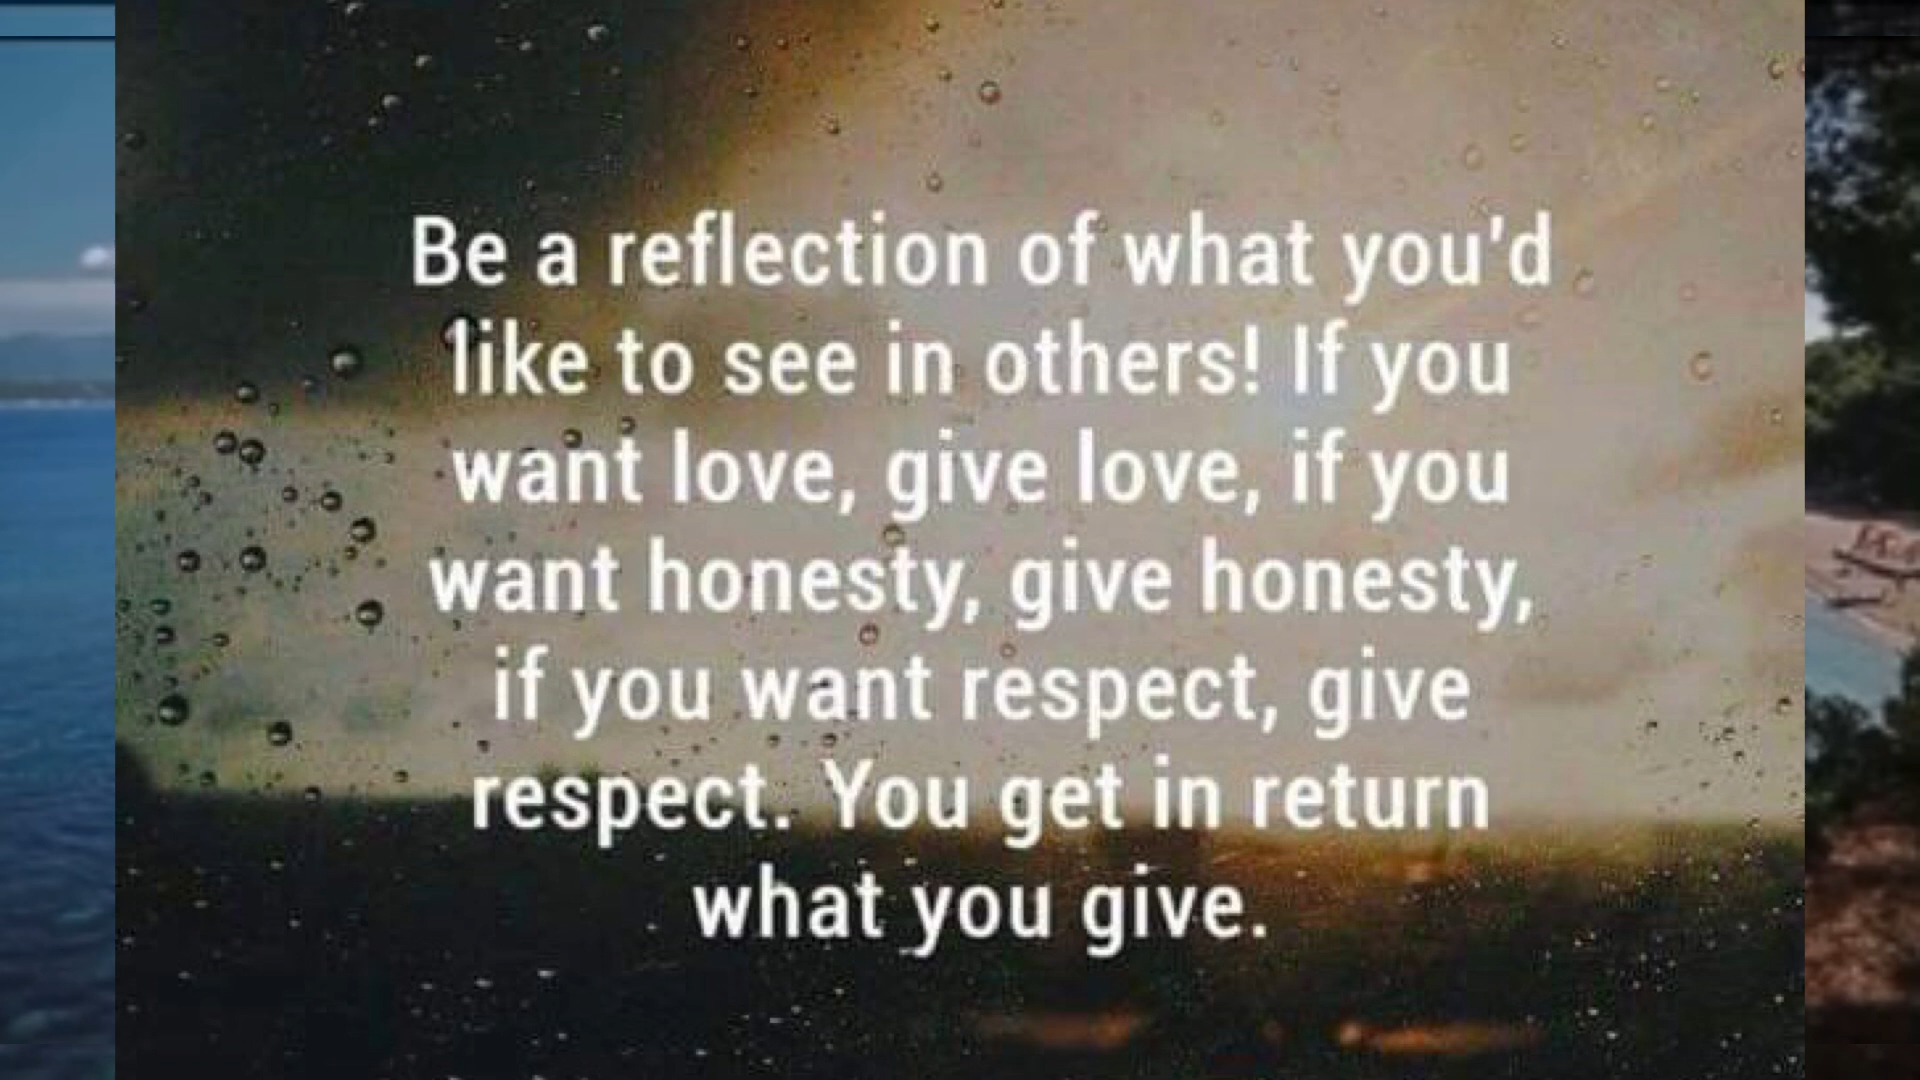 Be a reflection of what you'd
like to see in others! If you
want love, give love, if you
want honesty, give honesty,
if you want respect, give
respect. You get in return
what you give.